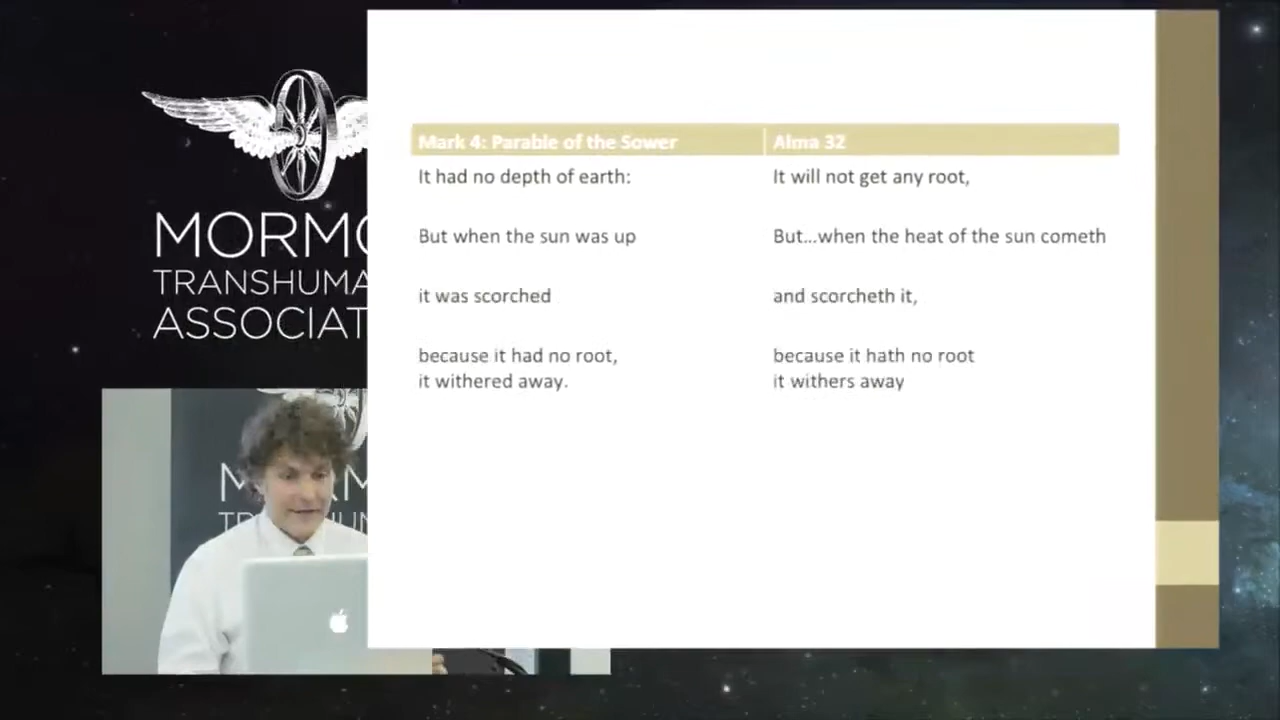 MORMO
TRANSHUMA
ASSOCIAT
Mark 4: Parable of the Sower
Alma 32
It had no depth of earth:
It will not get any root,
But when the sun was up
But...when the heat of the sun cometh
it was scorched
and scorcheth it,
because it had no root,
because it hath no root
it withered away.
it withers away